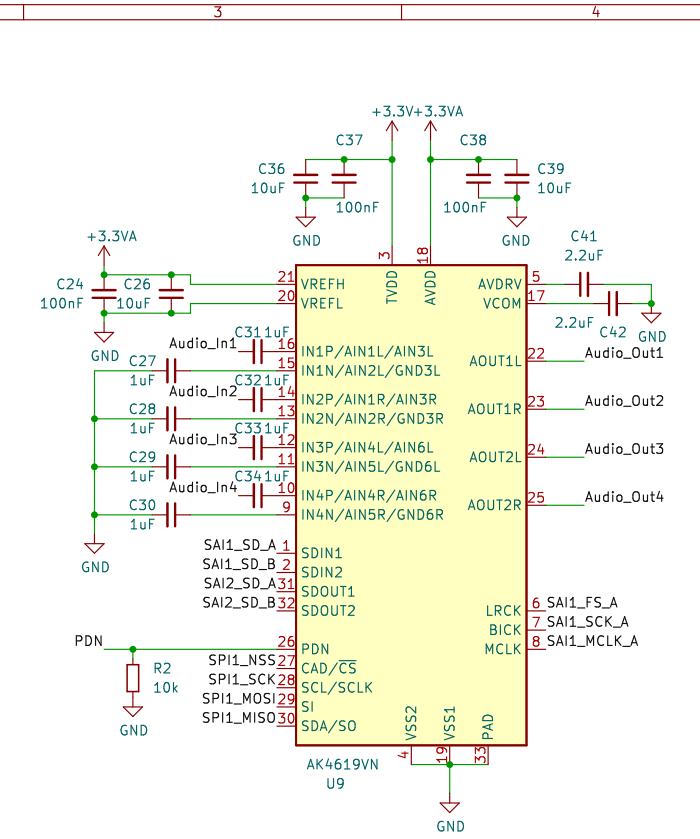 3 4
+3.3V +3.3VA
C37 C38
C36 C39
10uF 10uF
100nF 100nF
GND GND
+3.3VA
C41
2.2uF
3 18
C24 C26
100nF 10uF
21 VREFH TVDD AVDD AVDRV 5
20 VREFL VCOM 17
2.2uF C42
GND GND
Audio_In1 C31 1uF
16 IN1P/AIN1L/AIN3L
AOUT1L 22 Audio_Out1
C27 15 IN1N/AIN2L/GND3L
1uF
Audio_In2 C32 1uF
14 IN2P/AIN1R/AIN3R
AOUT1R 23 Audio_Out2
C28 13 IN2N/AIN2R/GND3R
1uF
Audio_In3 C33 1uF
12 IN3P/AIN4L/AIN6L
AOUT2L 24 Audio_Out3
C29 11 IN3N/AIN5L/GND6L
1uF
Audio_In4 C34 1uF
10 IN4P/AIN4R/AIN6R
AOUT2R 25 Audio_Out4
C30 9 IN4N/AIN5R/GND6R
1uF
GND
SAI1_SD_A 1 SDIN1
SAI1_SD_B 2 SDIN2
SAI2_SD_A 31 SDOUT1
SAI2_SD_B 32 SDOUT2
LRCK 6 SAI1_FS_A
BICK 7 SAI1_SCK_A
MCLK 8 SAI1_MCLK_A
PDN 26 PDN
SPI1_NSS 27 CAD/CS
SPI1_SCK 28 SCL/SCLK
SPI1_MOSI 29 SI
SPI1_MISO 30 SDA/SO
R2
10k
GND
VSS2 VSS1 PAD
4 19 33
AK4619VN
U9
GND